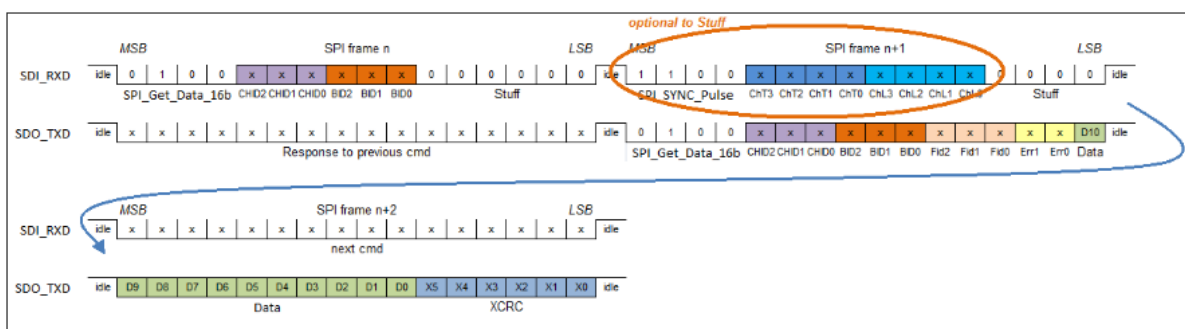 optional to Stuff
MSB SPI frame n LSB MSB SPI frame n+1 LSB
SDI_RXD idle 0 1 0 0 x x x x x x 0 0 0 0 0 0 idle 1 1 0 0 x x x x x x x x 0 0 0 0 idle
SPI_Get_Data_16b CHID2 CHID1 CHID0 BID2 BID1 BID0 Stuff SPI_SYNC_Pulse ChT3 ChT2 ChT1 ChT0 ChL3 ChL2 ChL1 ChL0 Stuff
SDO_TXD idle x x x x x x x x x x x x x x x x idle 0 1 0 0 x x x x x x x x x x x D10 idle
Response to previous cmd SPI_Get_Data_16b CHID2 CHID1 CHID0 BID2 BID1 BID0 Fid2 Fid1 Fid0 Err1 Err0 Data
MSB SPI frame n+2 LSB
SDI_RXD idle x x x x x x x x x x x x x x x x idle
next cmd
SDO_TXD idle D9 D8 D7 D6 D5 D4 D3 D2 D1 D0 X5 X4 X3 X2 X1 X0 idle
Data XCRC